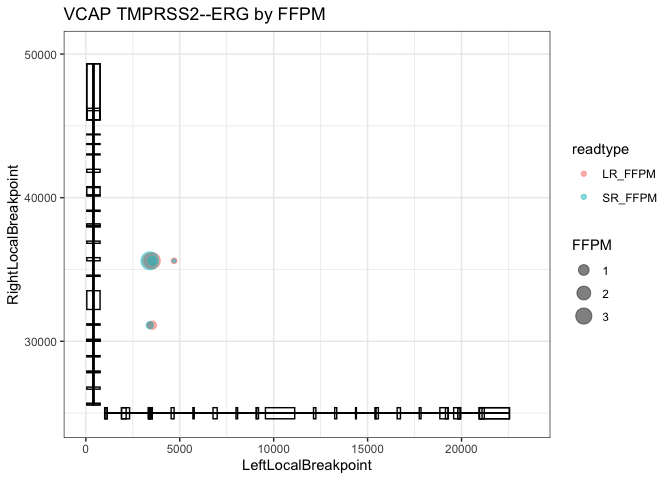 VCAP TMPRSS2--ERG by FFPM
50000
40000
30000
RightLocalBreakpoint
0
5000
10000
15000
20000
LeftLocalBreakpoint
readtype
LR_FFPM
SR_FFPM
FFPM
1
2
3